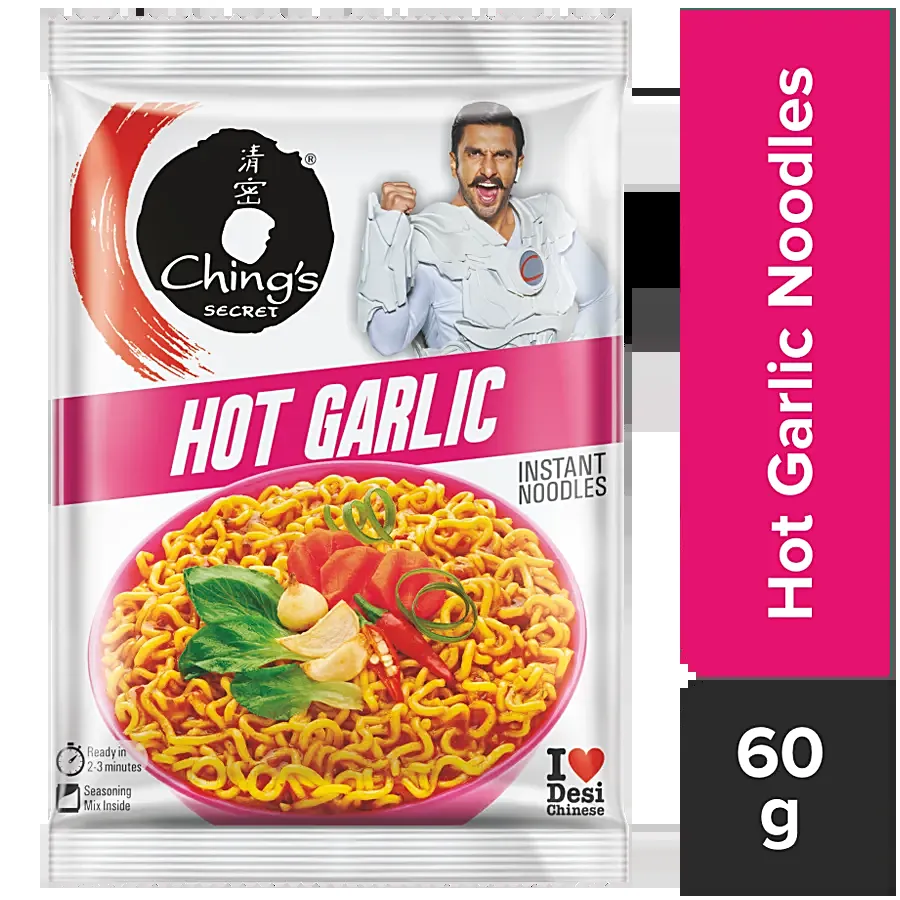 清
密
®
Ching's
SECRET
HOT GARLIC
INSTANT
NOODLES
Ready in
2-3 minutes
Seasoning
Mix Inside
I ♥
Desi
Chinese
Hot Garlic Noodles
60
g